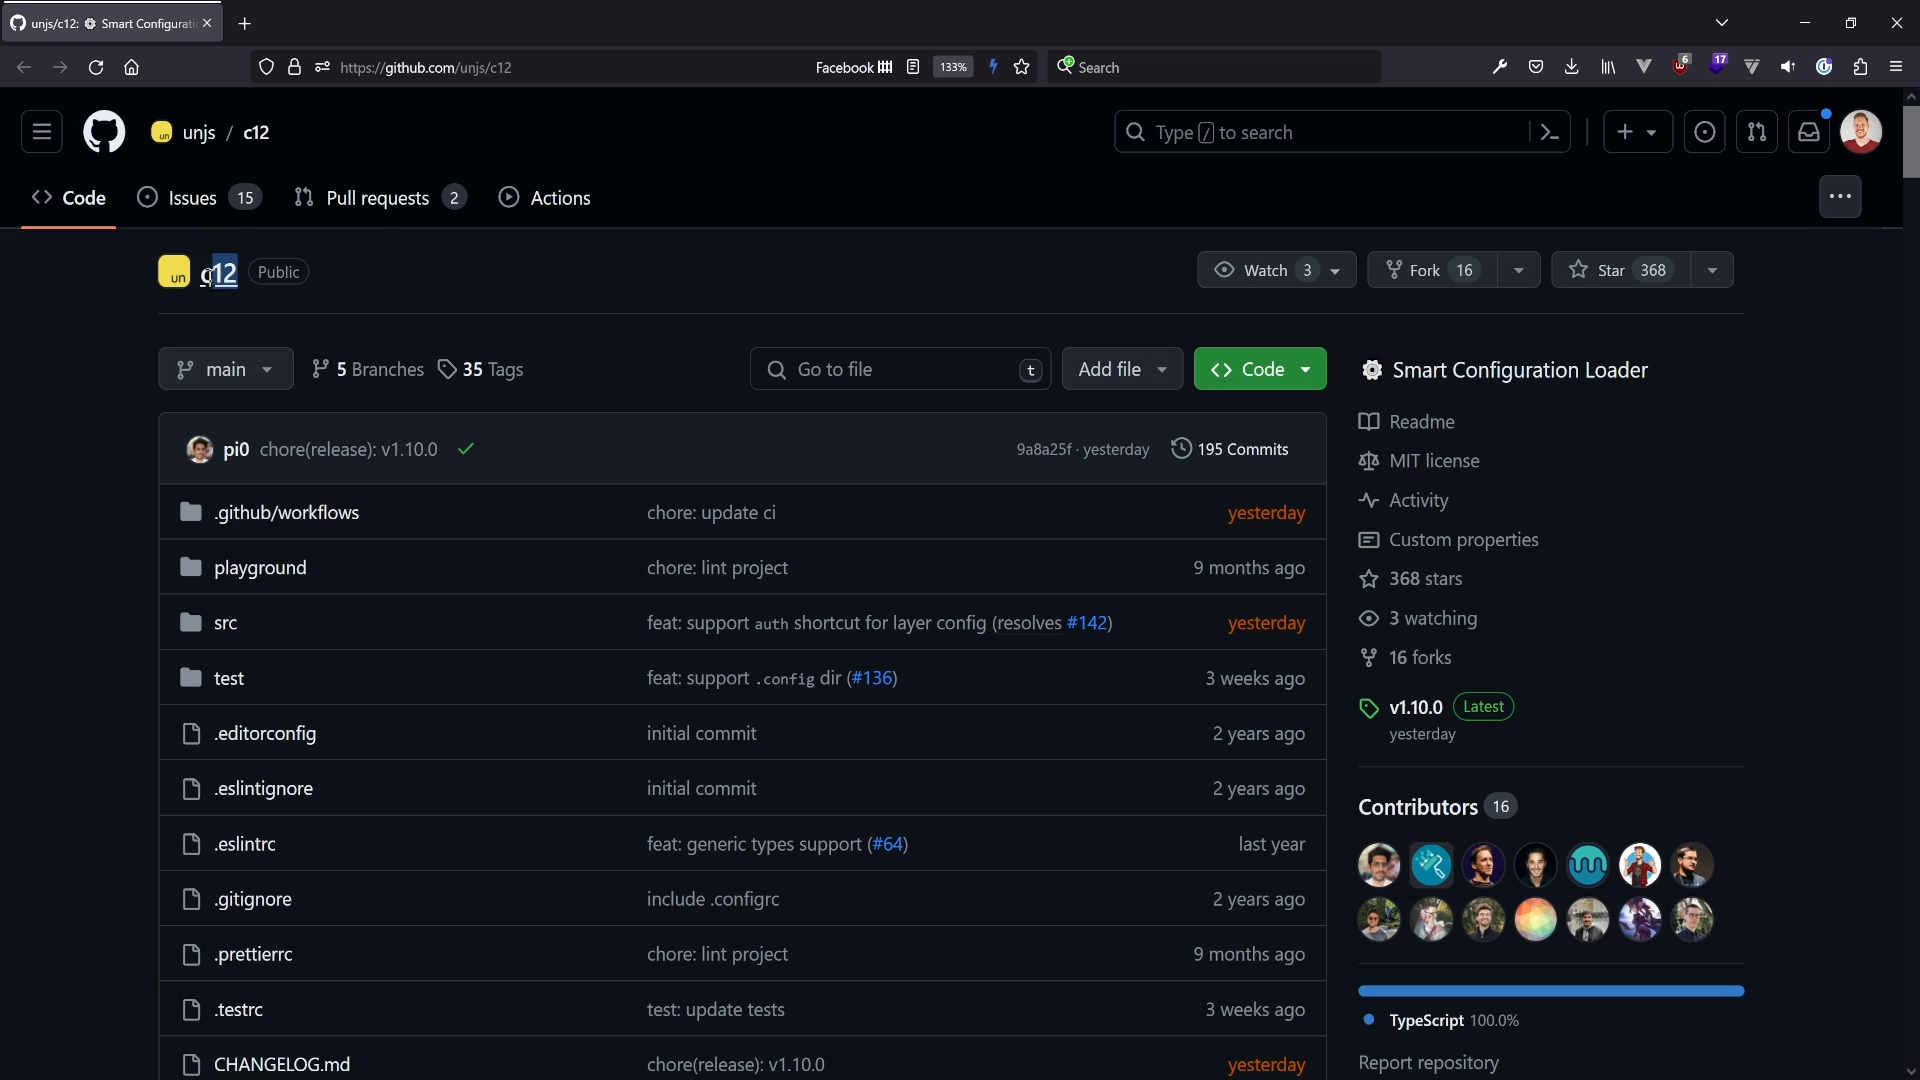 unjs/c12: ⚙ Smart Configurati
https://github.com/unjs/c12
Facebook
133%
Search
6
17
un
unjs / c12
Type / to search
Code
Issues 15
Pull requests 2
Actions
un
c12 Public
Watch 3
Fork 16
Star 368
main
5 Branches
35 Tags
Go to file
t
Add file
Code
⚙ Smart Configuration Loader
pi0 chore(release): v1.10.0
9a8a25f · yesterday
195 Commits
.github/workflows chore: update ci yesterday
playground chore: lint project 9 months ago
src feat: support auth shortcut for layer config (resolves #142) yesterday
test feat: support .config dir (#136) 3 weeks ago
.editorconfig initial commit 2 years ago
.eslintignore initial commit 2 years ago
.eslintrc feat: generic types support (#64) last year
.gitignore include .configrc 2 years ago
.prettierrc chore: lint project 9 months ago
.testrc test: update tests 3 weeks ago
CHANGELOG.md chore(release): v1.10.0 yesterday
Readme
MIT license
Activity
Custom properties
368 stars
3 watching
16 forks
v1.10.0 Latest
yesterday
Contributors 16
TypeScript 100.0%
Report repository